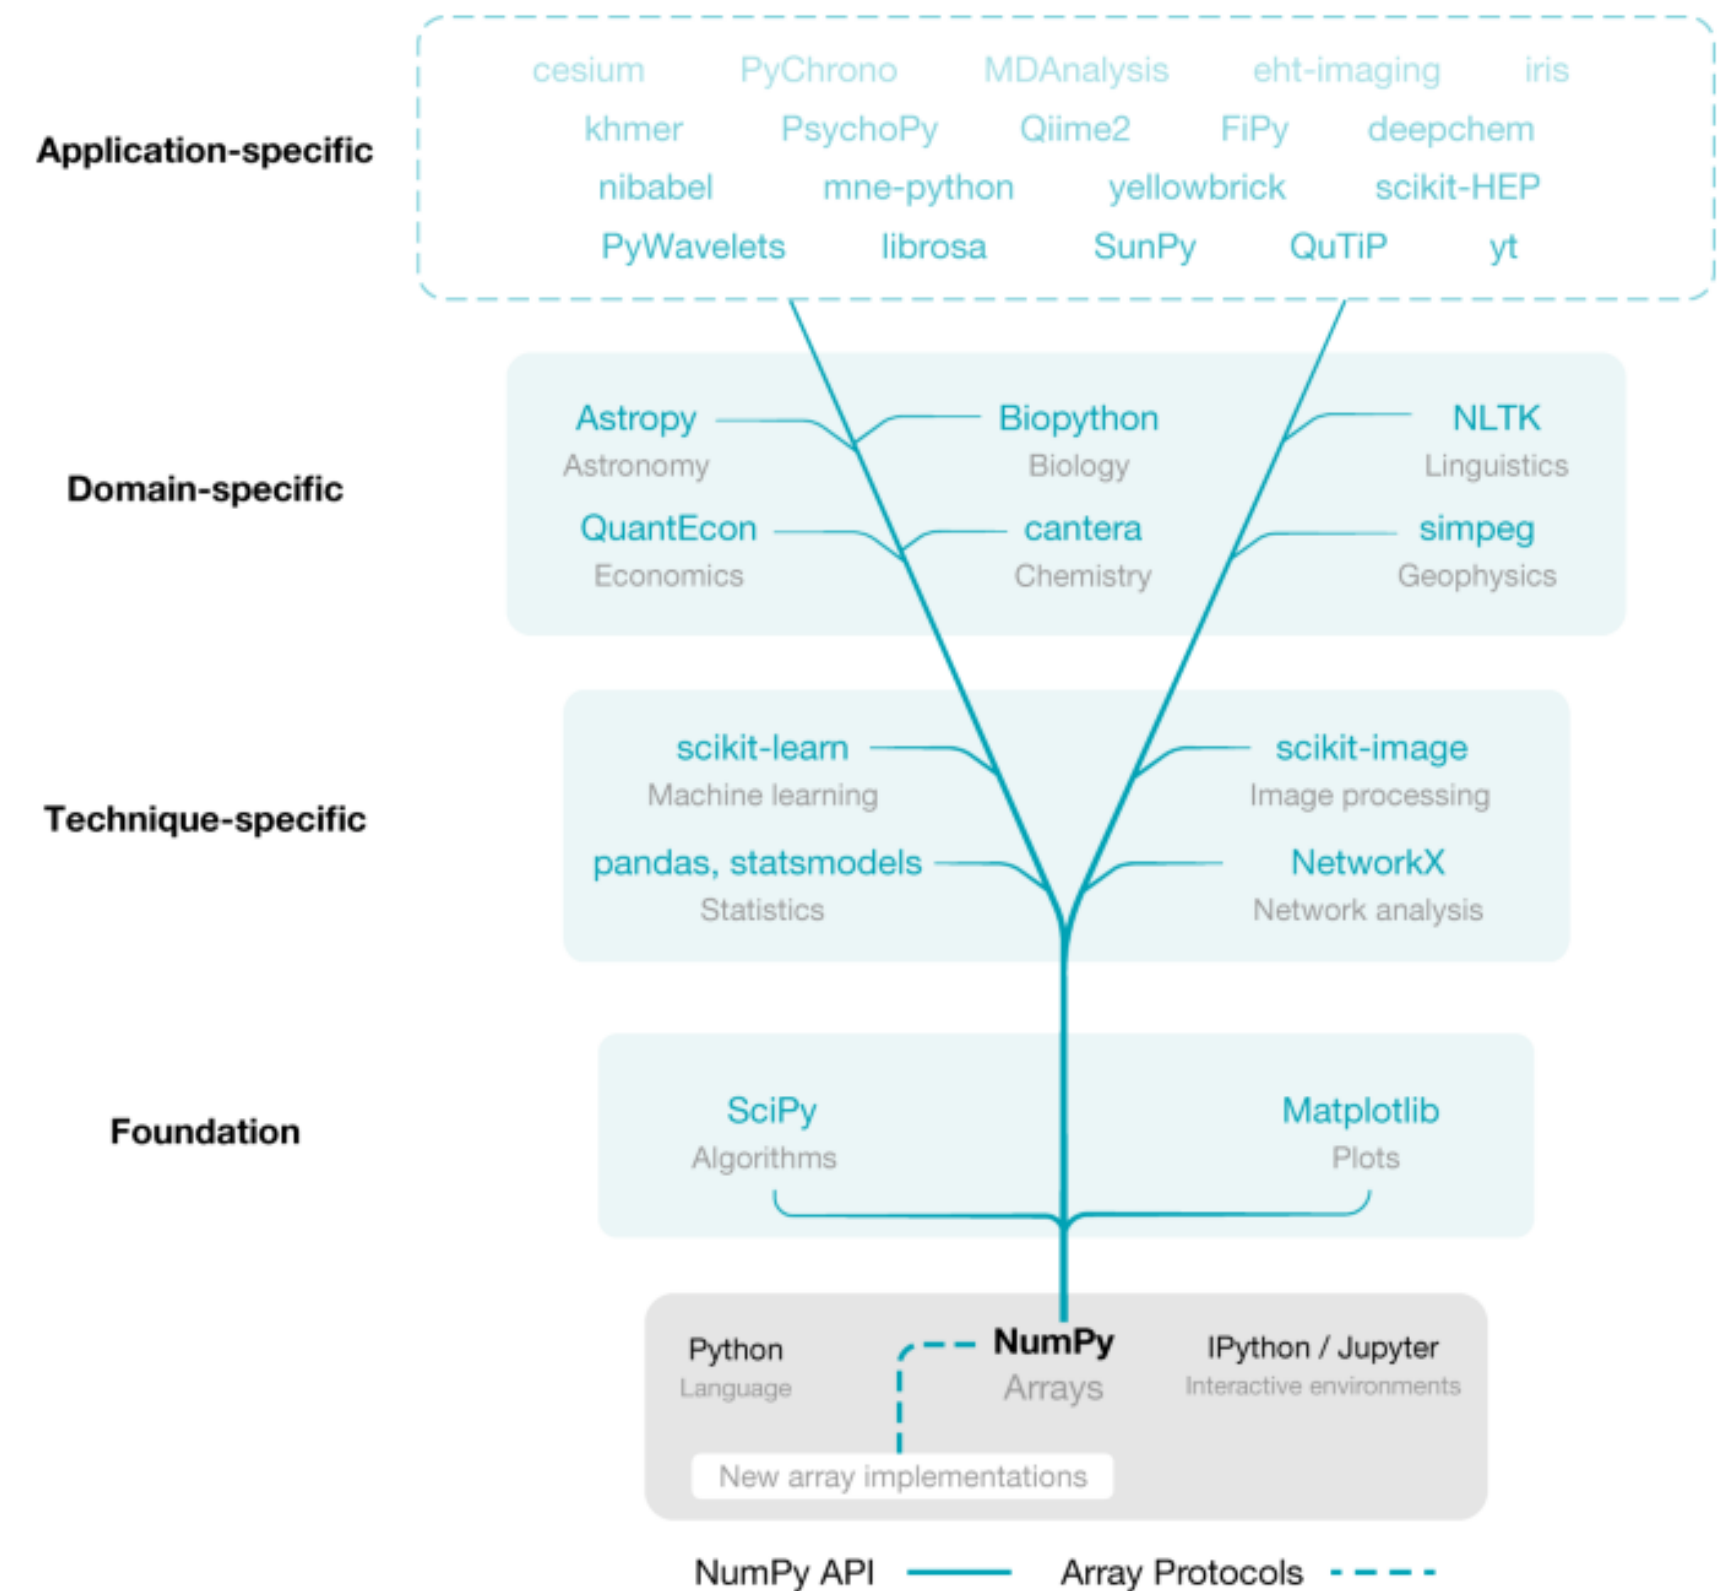 cesium PyChrono MDAnalysis eht-imaging iris
khmer PsychoPy Qiime2 FiPy deepchem
Application-specific
nibabel mne-python yellowbrick scikit-HEP
PyWavelets librosa SunPy QuTiP yt
Astropy Biopython NLTK
Astronomy Biology Linguistics
Domain-specific
QuantEcon cantera simpeg
Economics Chemistry Geophysics
scikit-learn scikit-image
Machine learning Image processing
Technique-specific
pandas, statsmodels NetworkX
Statistics Network analysis
SciPy Matplotlib
Foundation
Algorithms Plots
Python NumPy IPython / Jupyter
Language Arrays Interactive environments
New array implementations
NumPy API Array Protocols